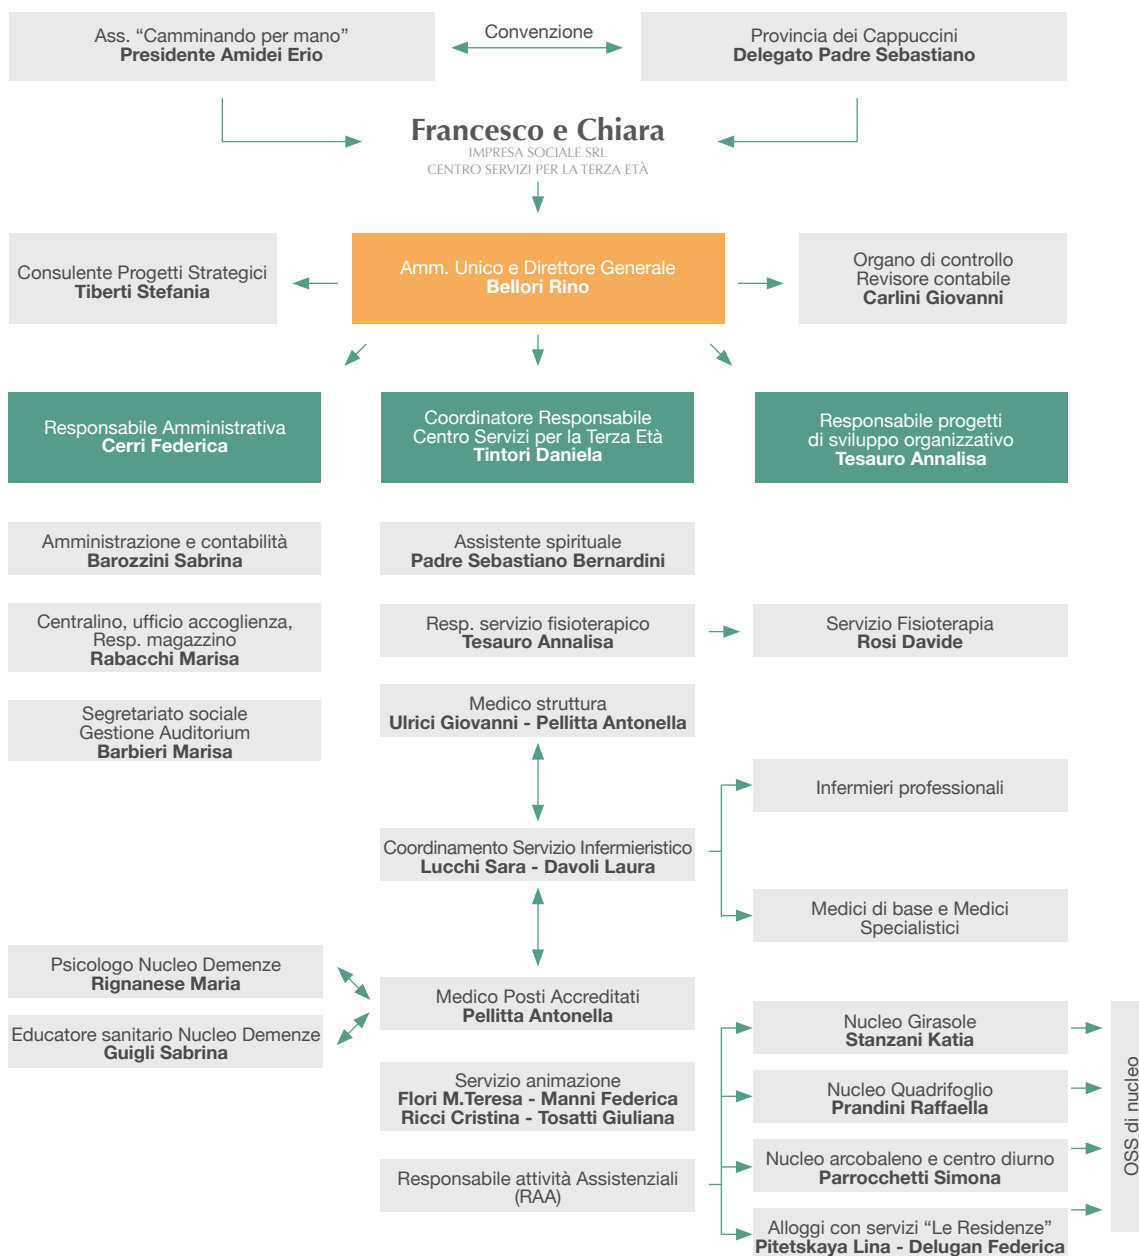 Ass. “Camminando per mano”
Presidente Amidei Erio
Convenzione
Provincia dei Cappuccini
Delegato Padre Sebastiano
Francesco e Chiara
IMPRESA SOCIALE SRL
CENTRO SERVIZI PER LA TERZA ETÀ
Consulente Progetti Strategici
Tiberti Stefania
Amm. Unico e Direttore Generale
Bellori Rino
Organo di controllo
Revisore contabile
Carlini Giovanni
Responsabile Amministrativa
Cerri Federica
Coordinatore Responsabile
Centro Servizi per la Terza Età
Tintori Daniela
Responsabile progetti
di sviluppo organizzativo
Tesauro Annalisa
Amministrazione e contabilità
Barozzini Sabrina
Assistente spirituale
Padre Sebastiano Bernardini
Centralino, ufficio accoglienza,
Resp. magazzino
Rabacchi Marisa
Resp. servizio fisioterapico
Tesauro Annalisa
Servizio Fisioterapia
Rosi Davide
Segretariato sociale
Gestione Auditorium
Barbieri Marisa
Medico struttura
Ulrici Giovanni - Pellitta Antonella
Infermieri professionali
Coordinamento Servizio Infermieristico
Lucchi Sara - Davoli Laura
Medici di base e Medici
Specialistici
Psicologo Nucleo Demenze
Rignanese Maria
Educatore sanitario Nucleo Demenze
Guigli Sabrina
Medico Posti Accreditati
Pellitta Antonella
Servizio animazione
Flori M.Teresa - Manni Federica
Ricci Cristina - Tosatti Giuliana
Responsabile attività Assistenziali
(RAA)
Nucleo Girasole
Stanzani Katia
Nucleo Quadrifoglio
Prandini Raffaella
Nucleo arcobaleno e centro diurno
Parrocchetti Simona
Alloggi con servizi “Le Residenze”
Pitetskaya Lina - Delugan Federica
OSS di nucleo